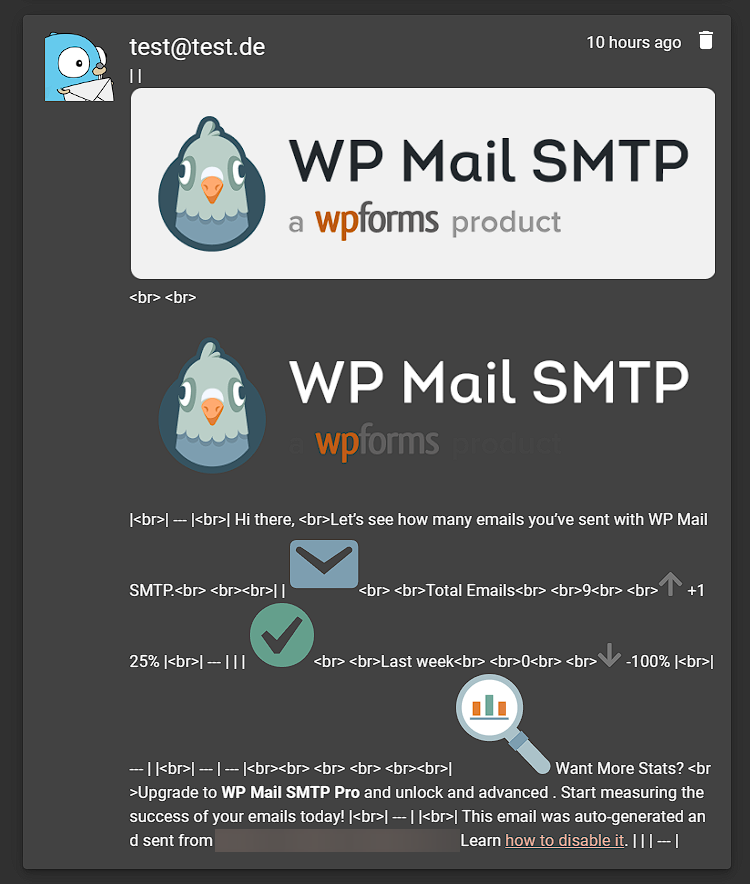 test@test.de
10 hours ago
| |
WP Mail SMTP
a wpforms product
<br> <br>
WP Mail SMTP
a wpforms product
|<br>| --- |<br>| Hi there, <br>Let’s see how many emails you’ve sent with WP Mail
SMTP.<br> <br><br>| | <br> <br>Total Emails<br> <br>9<br> <br> +1
25% |<br>| --- | | | <br> <br>Last week<br> <br>0<br> <br> -100% |<br>|
--- | |<br>| --- | --- |<br><br> <br> <br> <br><br>| Want More Stats? <br
>Upgrade to WP Mail SMTP Pro and unlock and advanced . Start measuring the
success of your emails today! |<br>| --- | |<br>| This email was auto-generated an
d sent from Learn how to disable it. | | | --- |